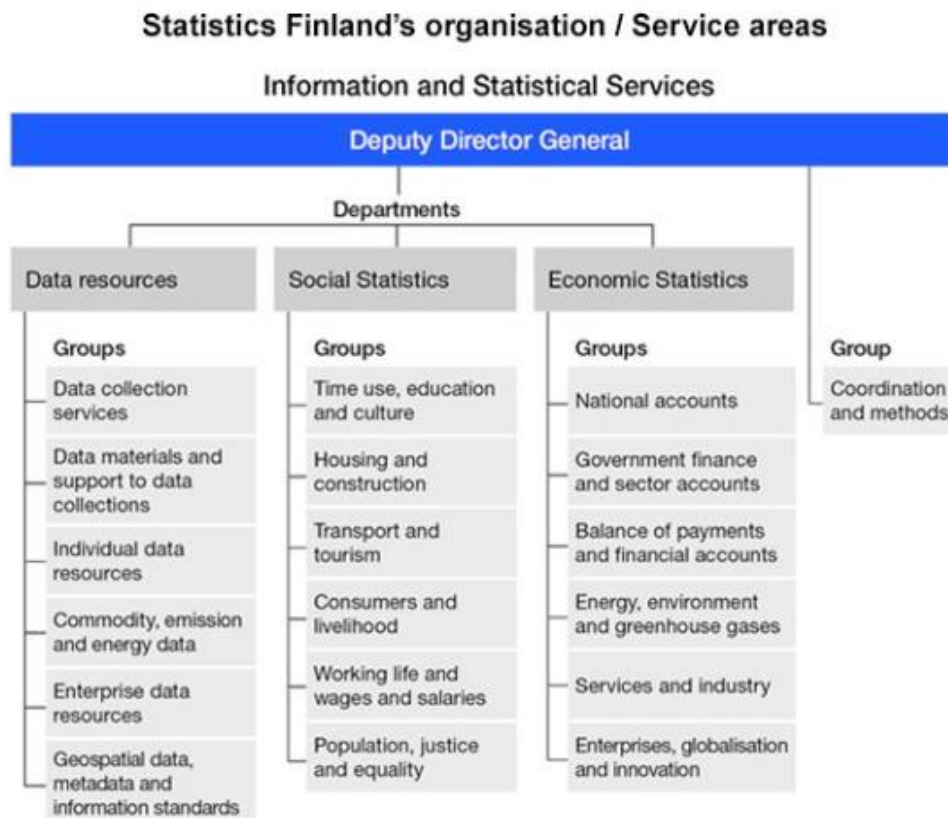 Statistics Finland's organisation / Service areas
Information and Statistical Services
Deputy Director General
Departments
Data resources
Groups
Data collection
services
Data materials and
support to data
collections
Individual data
resources
Commodity, emission
and energy data
Enterprise data
resources
Geospatial data,
metadata and
information standards
Social Statistics
Groups
Time use, education
and culture
Housing and
construction
Transport and
tourism
Consumers and
livelihood
Working life and
wages and salaries
Population, justice
and equality
Economic Statistics
Groups
National accounts
Government finance
and sector accounts
Balance of payments
and financial accounts
Energy, environment
and greenhouse gases
Services and industry
Enterprises, globalisation
and innovation
Group
Coordination
and methods